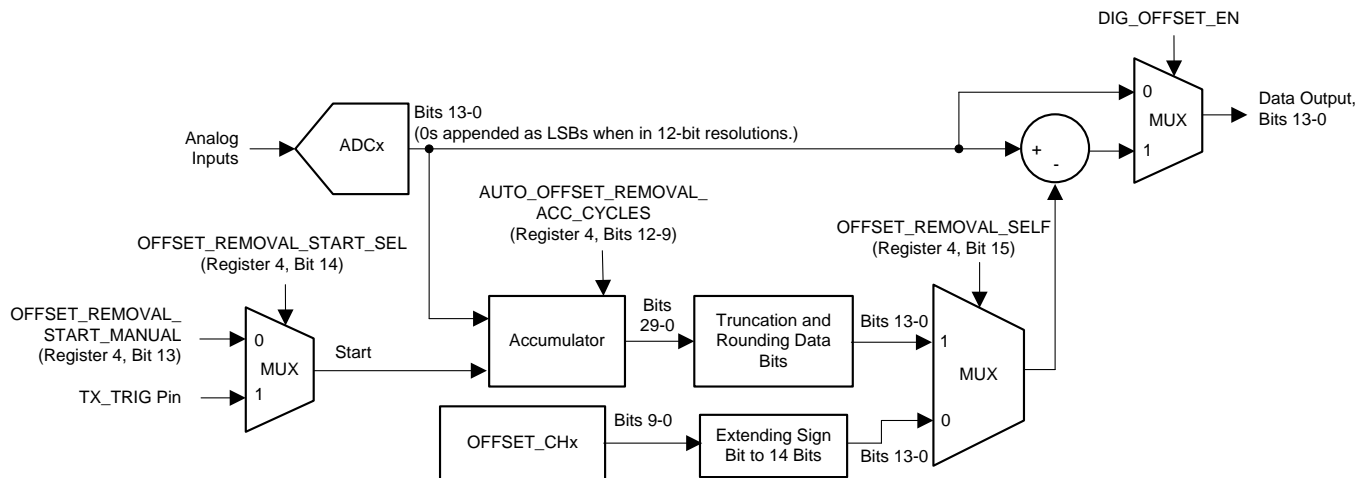 DIG_OFFSET_EN
Bits 13-0
(0s appended as LSBs when in 12-bit resolutions.)
0
MUX
1
Data Output,
Bits 13-0
Analog
Inputs
ADCx
+
-
AUTO_OFFSET_REMOVAL_
ACC_CYCLES
(Register 4, Bits 12-9)
OFFSET_REMOVAL_SELF
(Register 4, Bit 15)
OFFSET_REMOVAL_START_SEL
(Register 4, Bit 14)
OFFSET_REMOVAL_
START_MANUAL
(Register 4, Bit 13)
TX_TRIG Pin
0
MUX
1
Start
Accumulator
Bits
29-0
Truncation and
Rounding Data
Bits
Bits 13-0
1
MUX
0
OFFSET_CHx
Bits 9-0
Extending Sign
Bit to 14 Bits
Bits 13-0